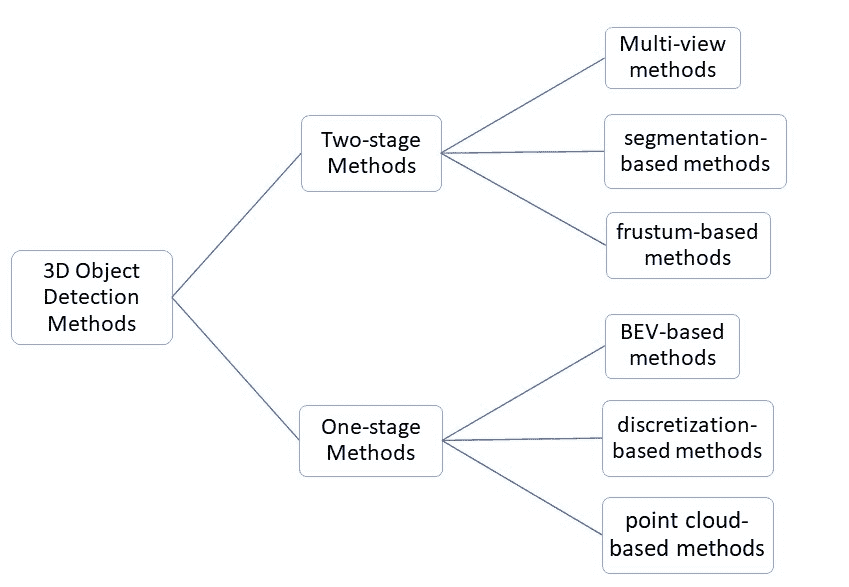 3D Object
Detection
Methods
Two-stage
Methods
One-stage
Methods
Multi-view
methods
segmentation-
based methods
frustum-based
methods
BEV-based
methods
discretization-
based methods
point cloud-
based methods